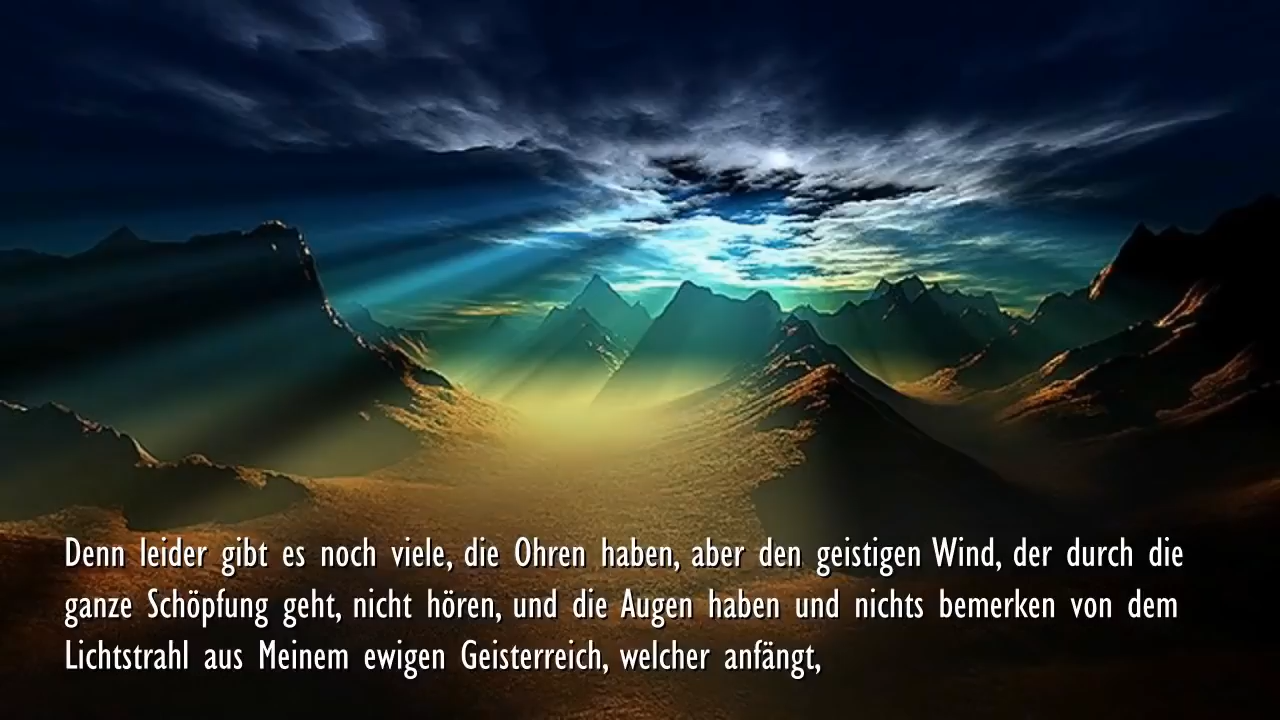 Denn leider gibt es noch viele, die Ohren haben, aber den geistigen Wind, der durch die
ganze Schöpfung geht, nicht hören, und die Augen haben und nichts bemerken von dem
Lichtstrahl aus Meinem ewigen Geisterreich, welcher anfängt,